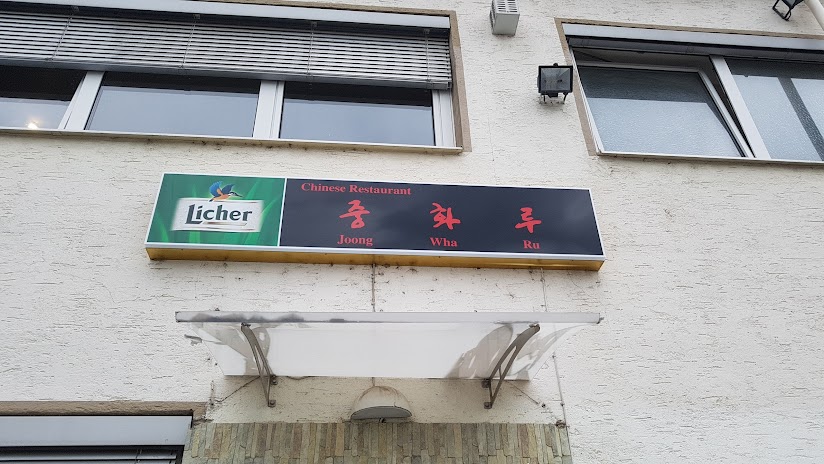 Licher
Chinese Restaurant
중 화 루
Joong Wha Ru